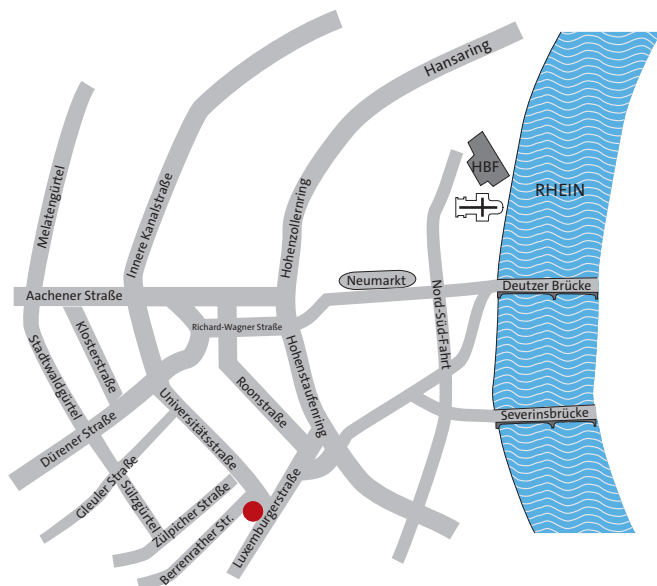 Hansaring
HBF
RHEIN
Melatengürtel
Innere Kanalstraße
Hohenzollernring
Neumarkt
Deutzer Brücke
Aachener Straße
Richard-Wagner Straße
Nord-Süd-Fahrt
Klosterstraße
Stadtwaldgürtel
Hohenstaufenring
Roonstraße
Severinsbrücke
Dürener Straße
Universitätsstraße
Gleuler Straße
Sülzgürtel
Zülpicher Straße
Luxemburgerstraße
Berrenrather Str.